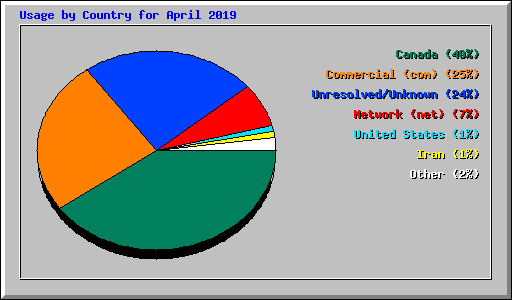 Usage by Country for April 2019
Canada (40%)
Commercial (com) (25%)
Unresolved/Unknown (24%)
Network (net) (7%)
United States (1%)
Iran (1%)
Other (2%)